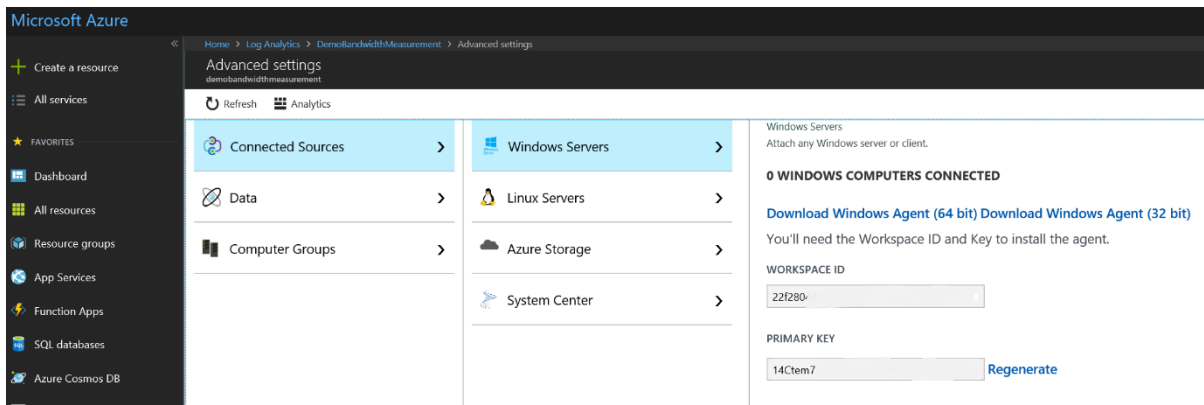 Microsoft Azure
«
Create a resource
All services
FAVORITES
Dashboard
All resources
Resource groups
App Services
Function Apps
SQL databases
Azure Cosmos DB
Home > Log Analytics > DemoBandwidthMeasurement > Advanced settings
Advanced settings
demobandwidthmeasurement
Refresh Analytics
Connected Sources
Data
Computer Groups
Windows Servers
Linux Servers
Azure Storage
System Center
Windows Servers
Attach any Windows server or client.
0 WINDOWS COMPUTERS CONNECTED
Download Windows Agent (64 bit) Download Windows Agent (32 bit)
You'll need the Workspace ID and Key to install the agent.
WORKSPACE ID
22f280
PRIMARY KEY
14Ctem7
Regenerate